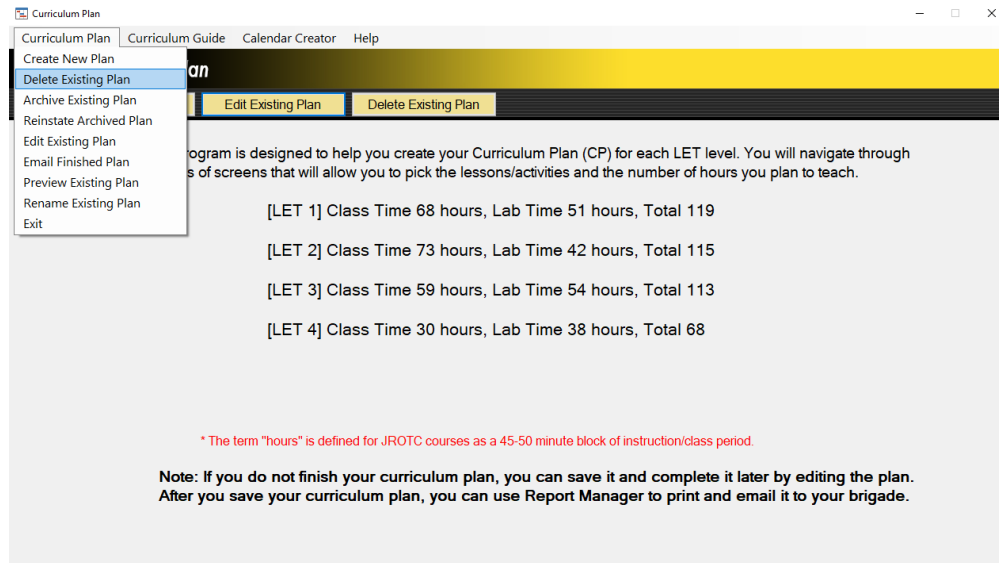 Curriculum Plan
Curriculum Plan Curriculum Guide Calendar Creator Help
Create New Plan
Delete Existing Plan
Archive Existing Plan
Reinstate Archived Plan
Edit Existing Plan
Email Finished Plan
Preview Existing Plan
Rename Existing Plan
Exit
Edit Existing Plan Delete Existing Plan
is designed to help you create your Curriculum Plan (CP) for each LET level. You will navigate through
of screens that will allow you to pick the lessons/activities and the number of hours you plan to teach.
[LET 1] Class Time 68 hours, Lab Time 51 hours, Total 119
[LET 2] Class Time 73 hours, Lab Time 42 hours, Total 115
[LET 3] Class Time 59 hours, Lab Time 54 hours, Total 113
[LET 4] Class Time 30 hours, Lab Time 38 hours, Total 68
* The term "hours" is defined for JROTC courses as a 45-50 minute block of instruction/class period.
Note: If you do not finish your curriculum plan, you can save it and complete it later by editing the plan.
After you save your curriculum plan, you can use Report Manager to print and email it to your brigade.